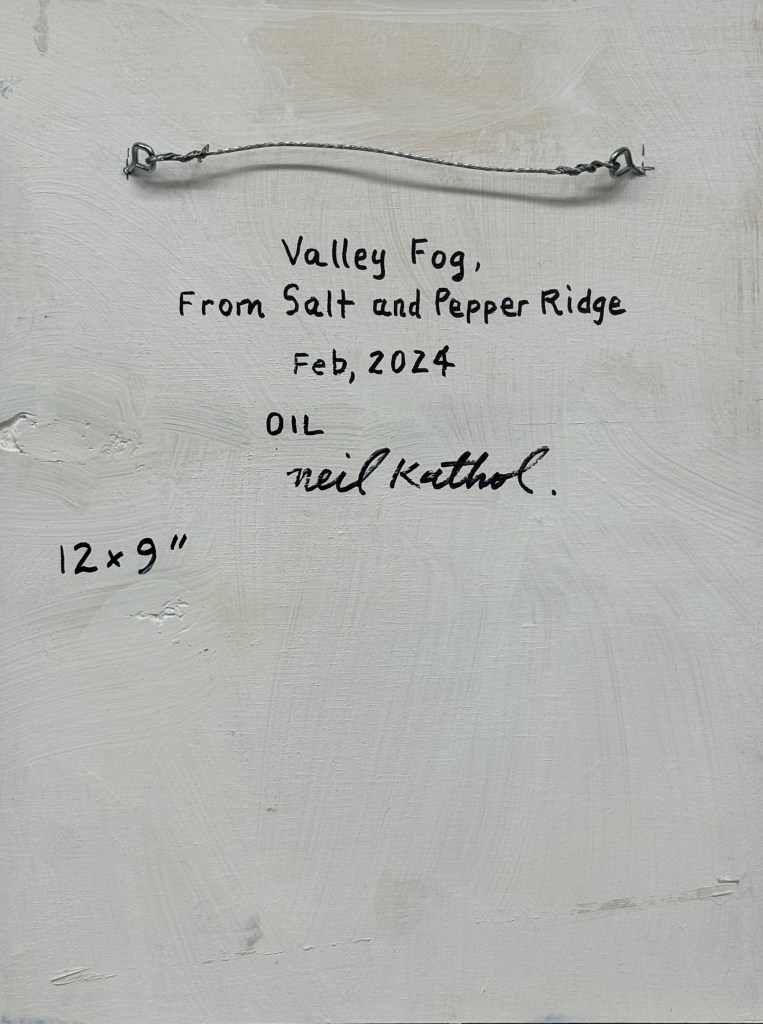 Valley Fog,
From Salt and Pepper Ridge
Feb, 2024
OIL
neil Kathol.
12 x 9"